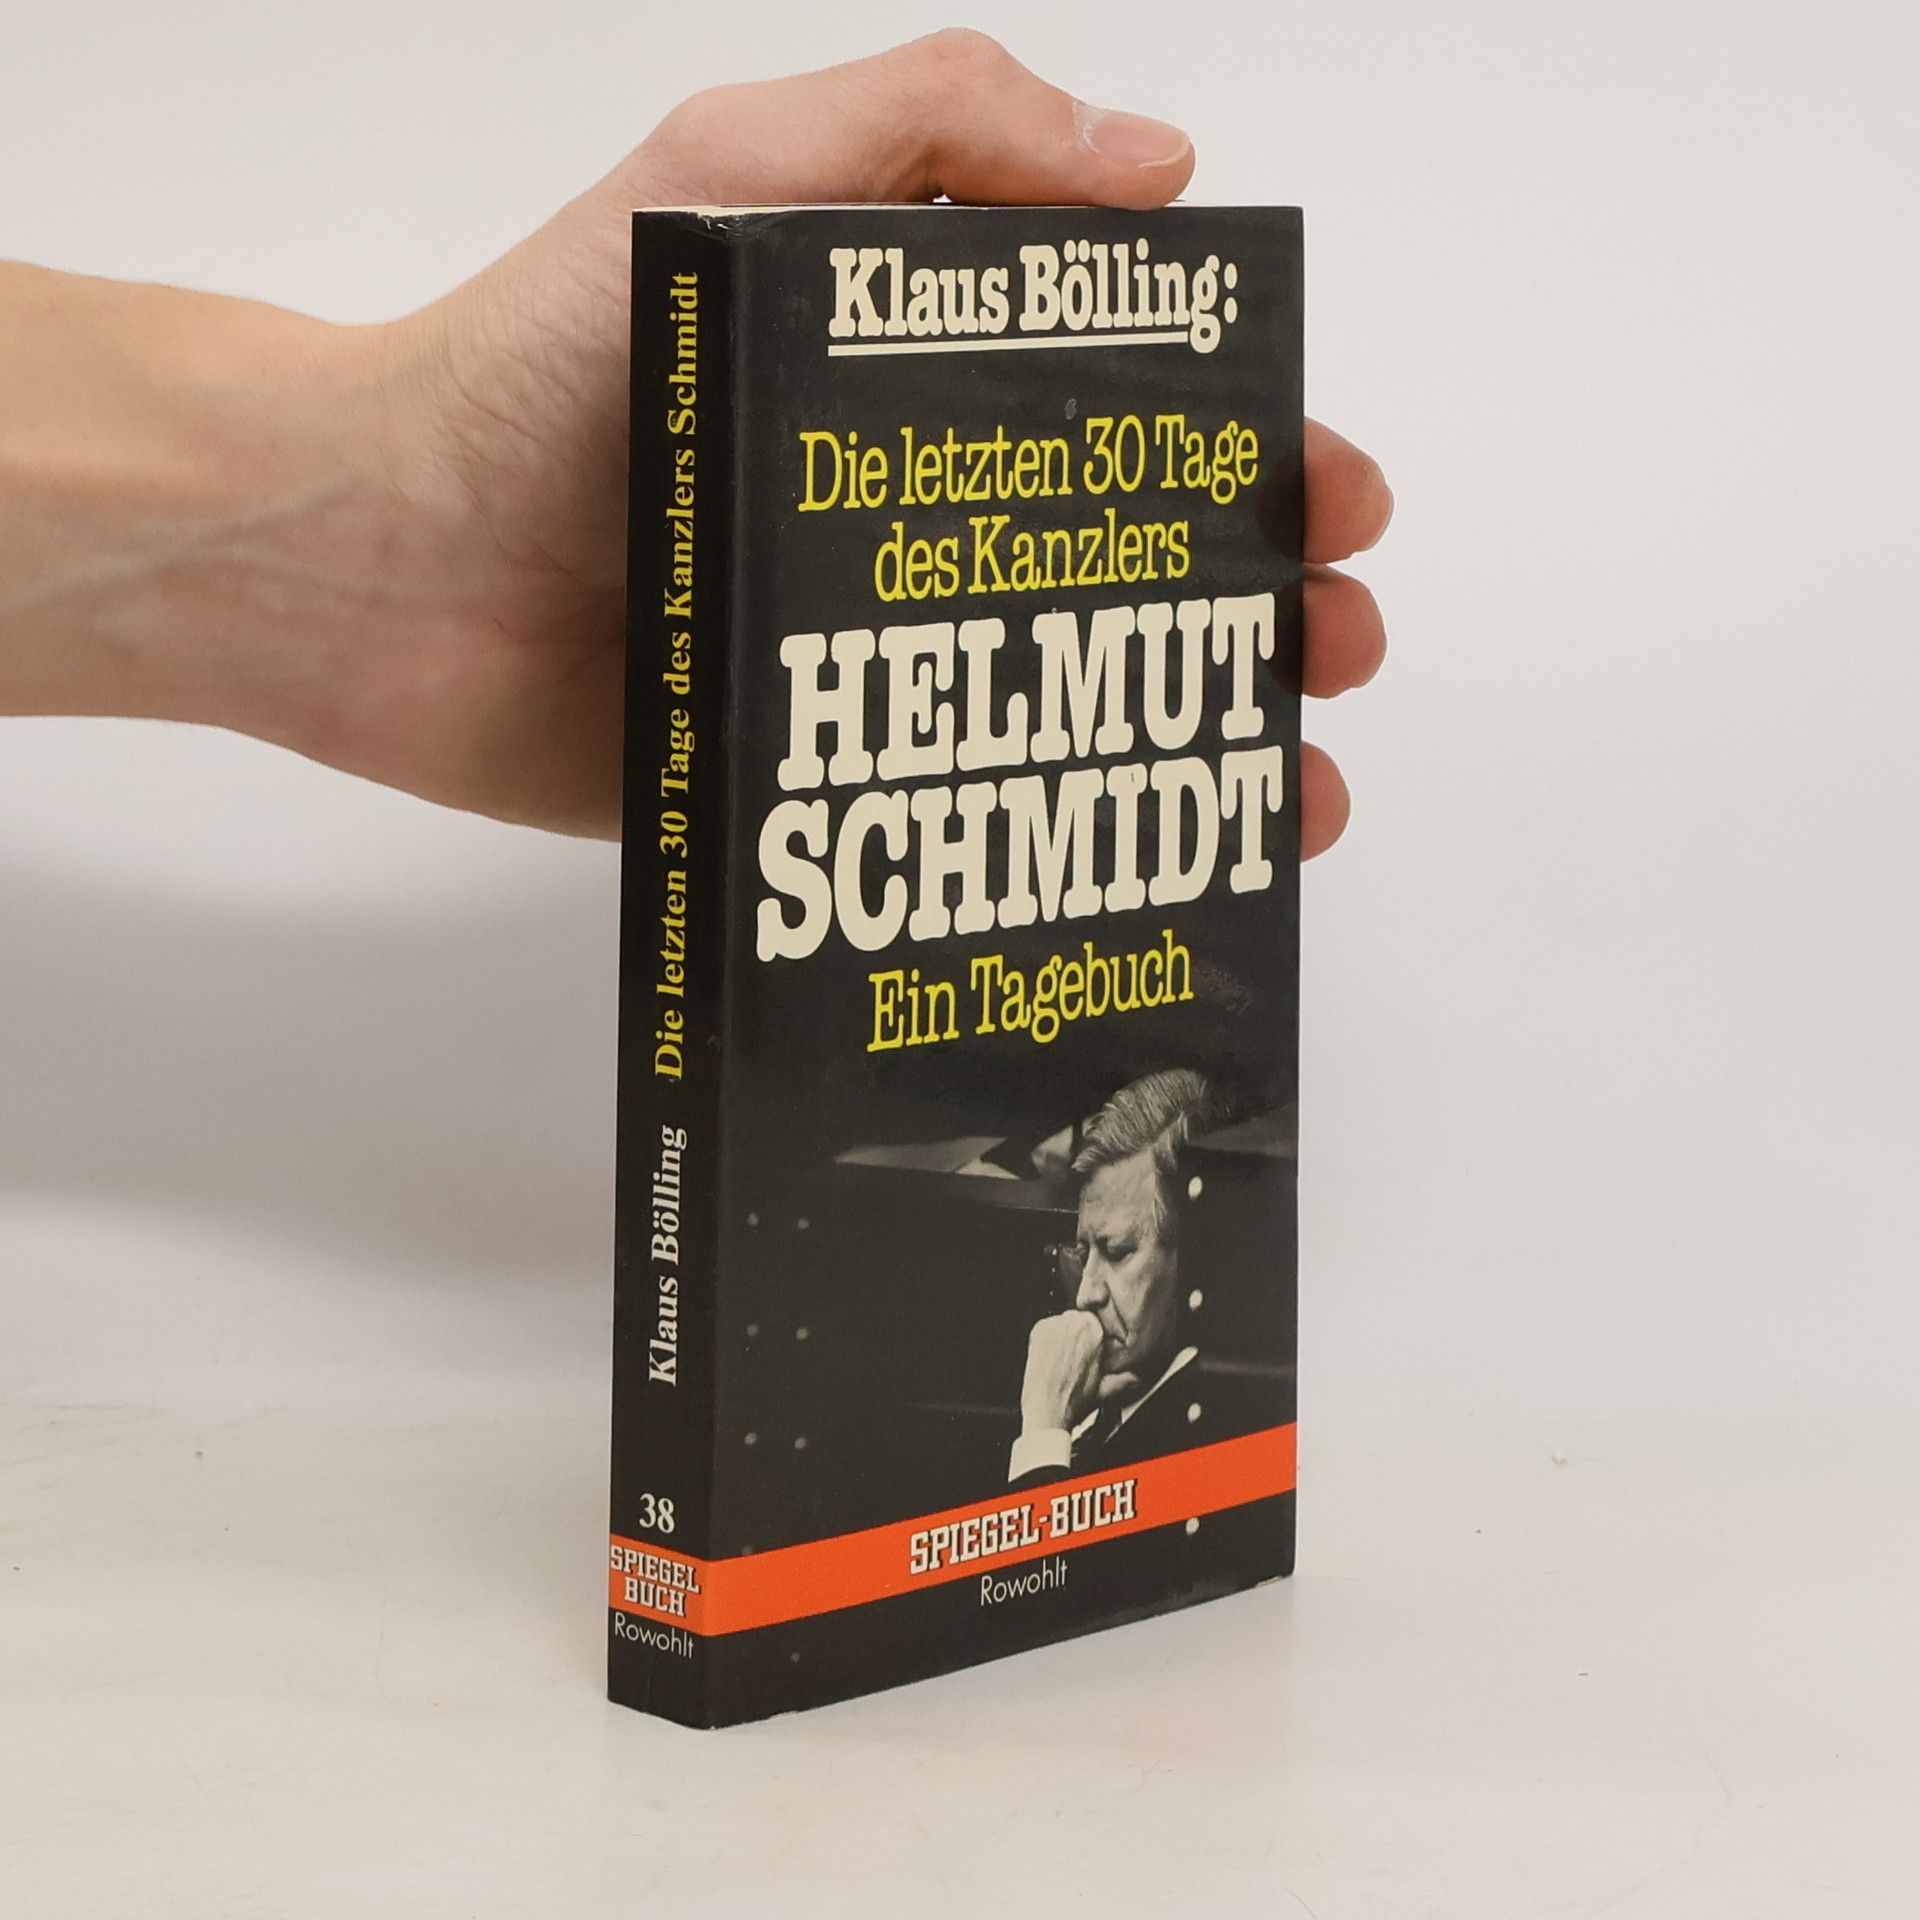 Klaus Bölling:
Die letzten 30 Tage
des Kanzlers
HELMUT
SCHMIDT
Ein Tagebuch
SPIEGEL-BUCH
Rowohlt
Klaus Bölling Die letzten 30 Tage des Kanzlers Schmidt
38
SPIEGEL
BUCH
Rowohlt